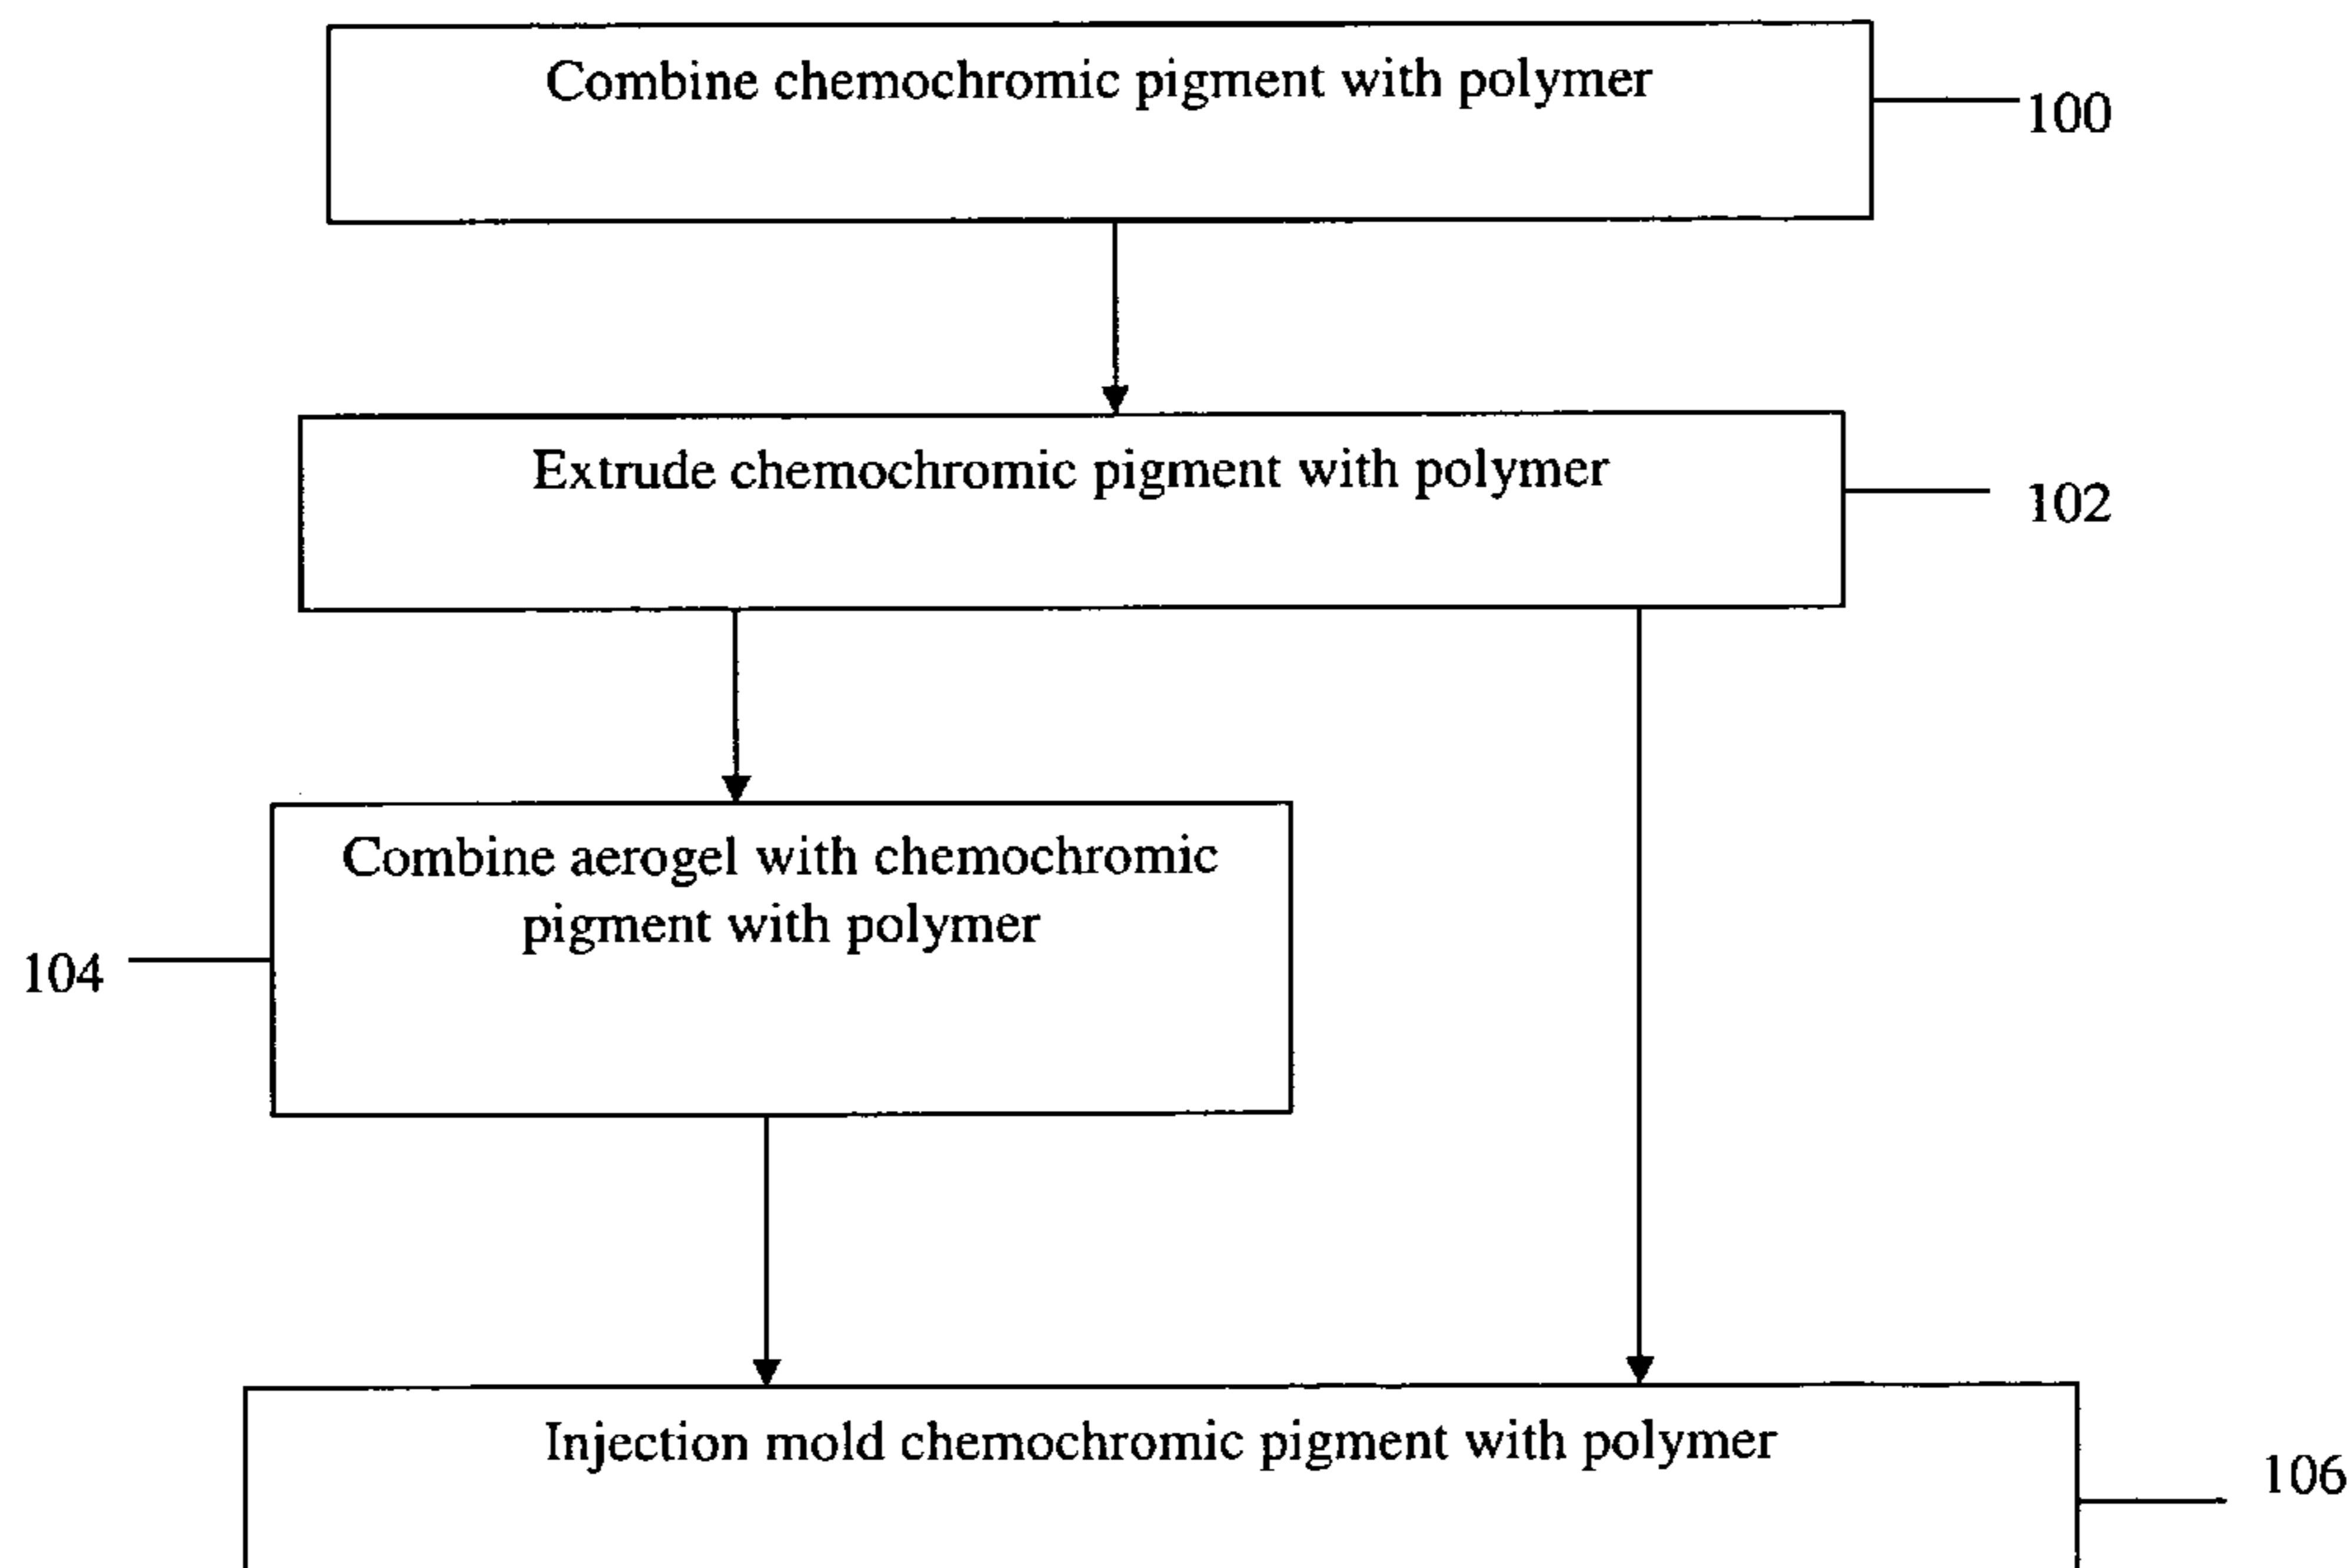 Combine chemochromic pigment with polymer
100
Extrude chemochromic pigment with polymer
102
Combine aerogel with chemochromic
pigment with polymer
104
Injection mold chemochromic pigment with polymer
106